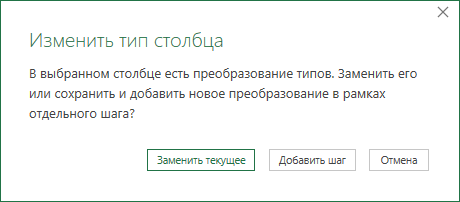 Изменить тип столбца
В выбранном столбце есть преобразование типов. Заменить его
или сохранить и добавить новое преобразование в рамках
отдельного шага?
Заменить текущее Добавить шаг Отмена